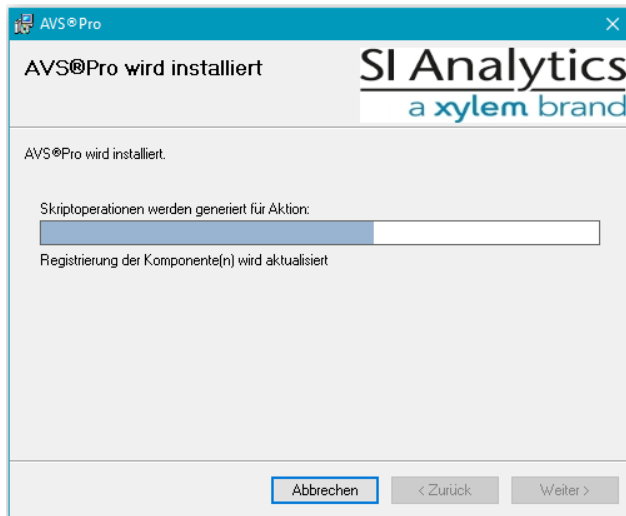 AVS®Pro
AVS®Pro wird installiert
SI Analytics
a xylem brand
AVS®Pro wird installiert.
Skriptoperationen werden generiert für Aktion:
Registrierung der Komponente(n) wird aktualisiert
Abbrechen
< Zurück
Weiter >